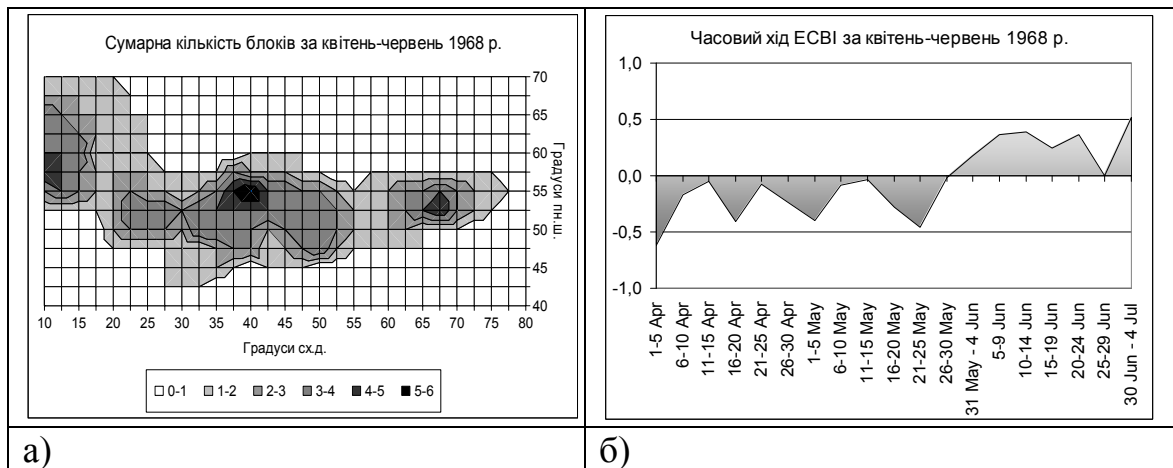 Сумарна кількість блоків за квітень-червень 1968 р.
70
65
60
55
50
45
40
Градуси пн.ш.
10 15 20 25 30 35 40 45 50 55 60 65 70 75 80
Градуси сх.д.
0-1 1-2 2-3 3-4 4-5 5-6
а)
Часовий хід ЕСВІ за квітень-червень 1968 р.
1,0
0,5
0,0
-0,5
-1,0
1-5 Apr
6-10 Apr
11-15 Apr
16-20 Apr
21-25 Apr
26-30 Apr
1-5 May
6-10 May
11-15 May
16-20 May
21-25 May
26-30 May
31 May - 4 Jun
5-9 Jun
10-14 Jun
15-19 Jun
20-24 Jun
25-29 Jun
30 Jun - 4 Jul
б)